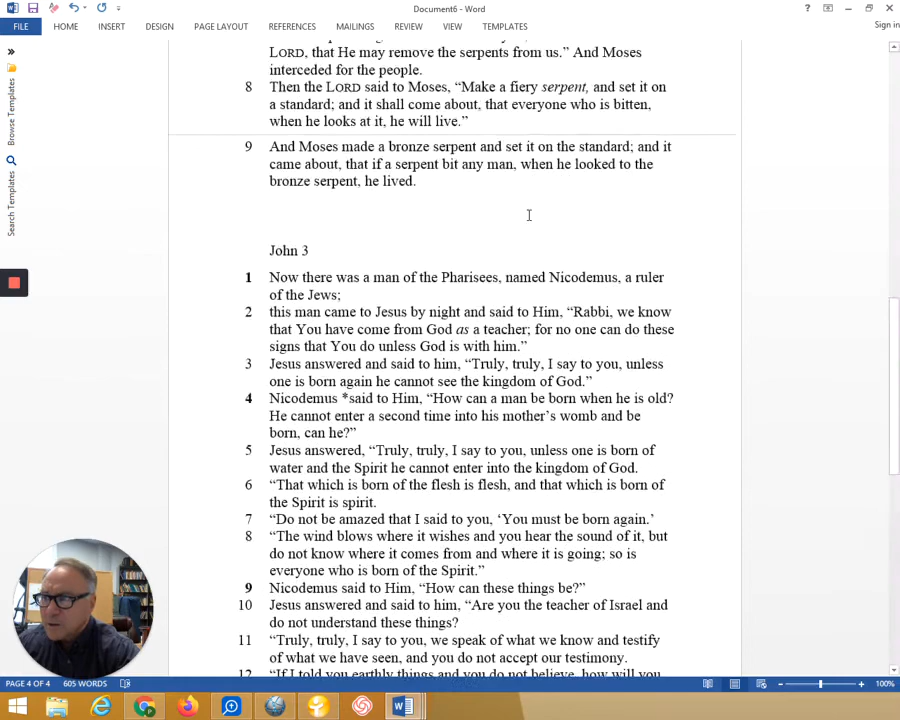 Document6 - Word
Sign in
FILE HOME INSERT DESIGN PAGE LAYOUT REFERENCES MAILINGS REVIEW VIEW TEMPLATES
Browse Templates
Search Templates
LORD, that He may remove the serpents from us.” And Moses
interceded for the people.
8 Then the LORD said to Moses, “Make a fiery serpent, and set it on
a standard; and it shall come about, that everyone who is bitten,
when he looks at it, he will live.”
9 And Moses made a bronze serpent and set it on the standard; and it
came about, that if a serpent bit any man, when he looked to the
bronze serpent, he lived.
John 3
1 Now there was a man of the Pharisees, named Nicodemus, a ruler
of the Jews;
2 this man came to Jesus by night and said to Him, “Rabbi, we know
that You have come from God as a teacher; for no one can do these
signs that You do unless God is with him.”
3 Jesus answered and said to him, “Truly, truly, I say to you, unless
one is born again he cannot see the kingdom of God.”
4 Nicodemus *said to Him, “How can a man be born when he is old?
He cannot enter a second time into his mother’s womb and be
born, can he?”
5 Jesus answered, “Truly, truly, I say to you, unless one is born of
water and the Spirit he cannot enter into the kingdom of God.
6 “That which is born of the flesh is flesh, and that which is born of
the Spirit is spirit.
7 “Do not be amazed that I said to you, ‘You must be born again.’
8 “The wind blows where it wishes and you hear the sound of it, but
do not know where it comes from and where it is going; so is
everyone who is born of the Spirit.”
9 Nicodemus said to Him, “How can these things be?”
10 Jesus answered and said to him, “Are you the teacher of Israel and
do not understand these things?
11 “Truly, truly, I say to you, we speak of what we know and testify
of what we have seen, and you do not accept our testimony.
12 “If I told you earthly things and you do not believe, how will you
PAGE 4 OF 4 605 WORDS
100%